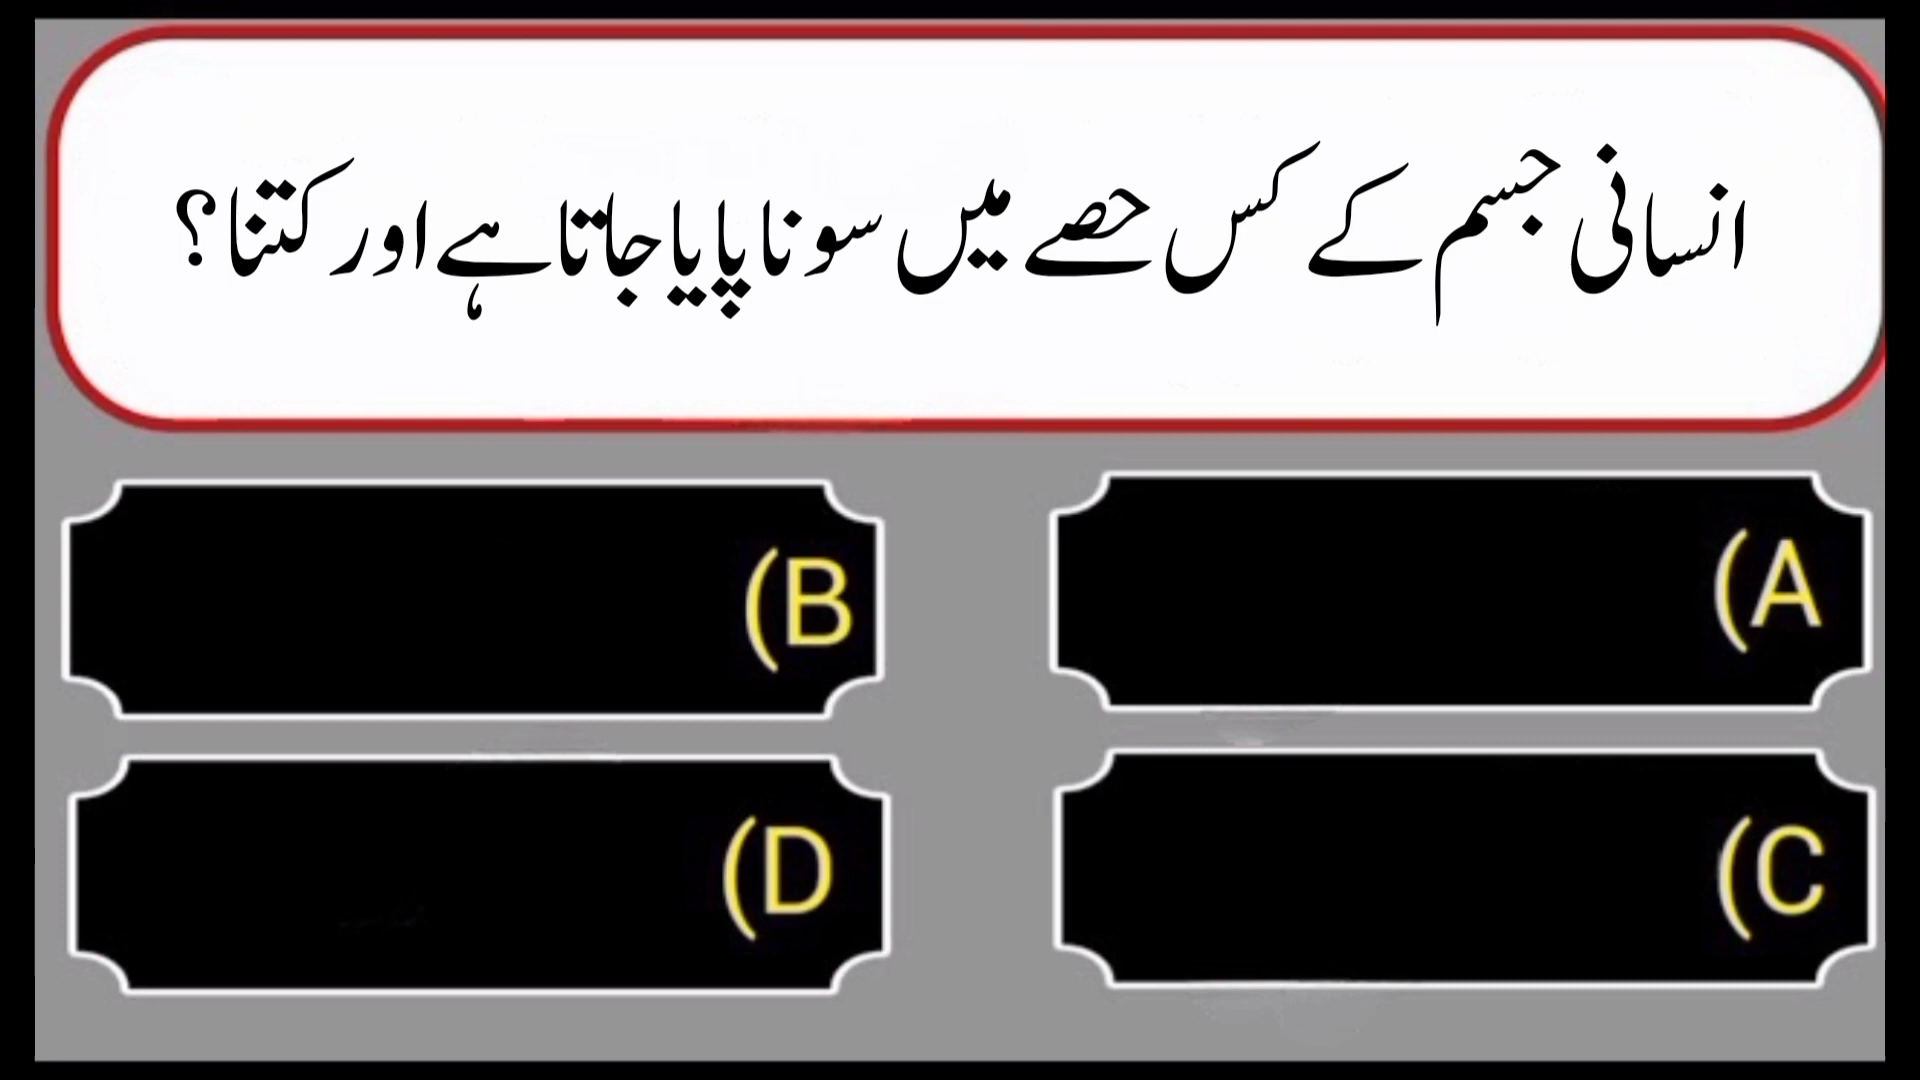 انسانی جسم کے کس حصے میں سونا پایا جاتا ہے اور کتنا؟
(A
(B
(C
(D